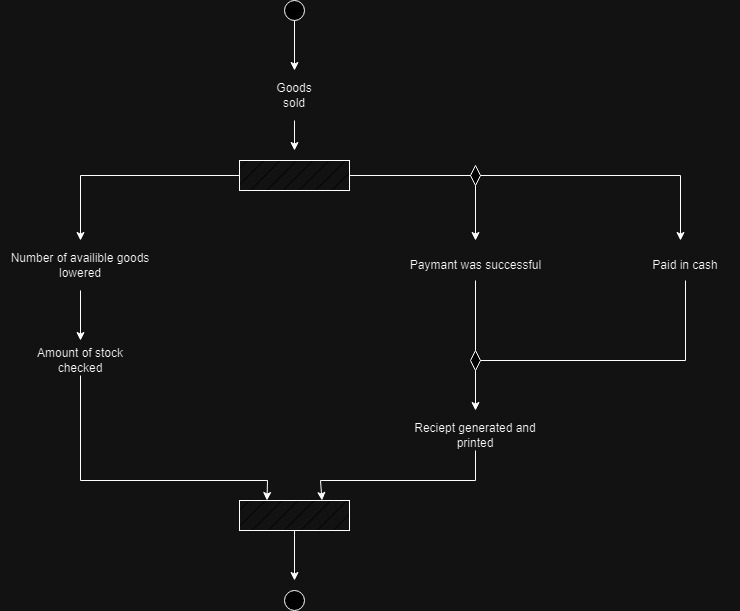 Goods
sold
Number of availible goods
lowered
Paymant was successful
Paid in cash
Amount of stock
checked
Reciept generated and
printed